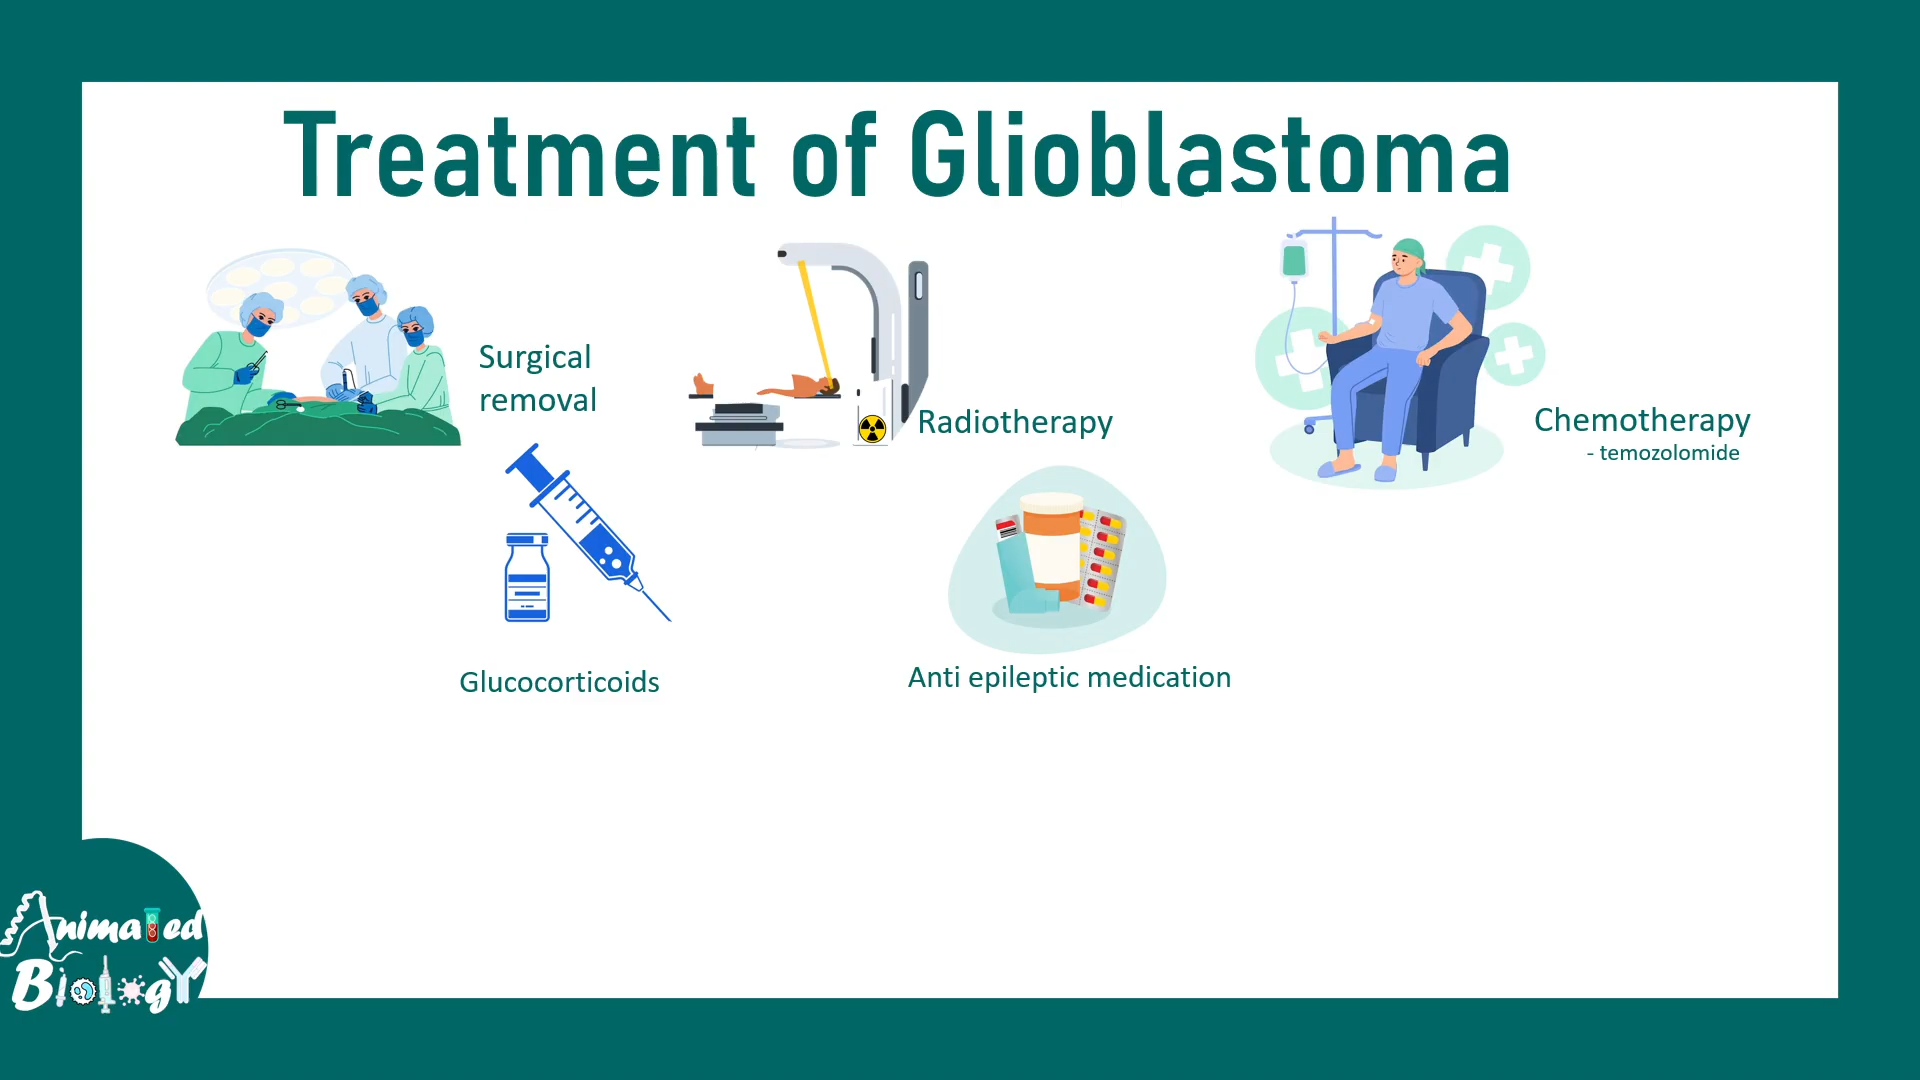 Treatment of Glioblastoma
Surgical
removal
Radiotherapy
Chemotherapy
- temozolomide
Glucocorticoids
Anti epileptic medication
Animated
Biology